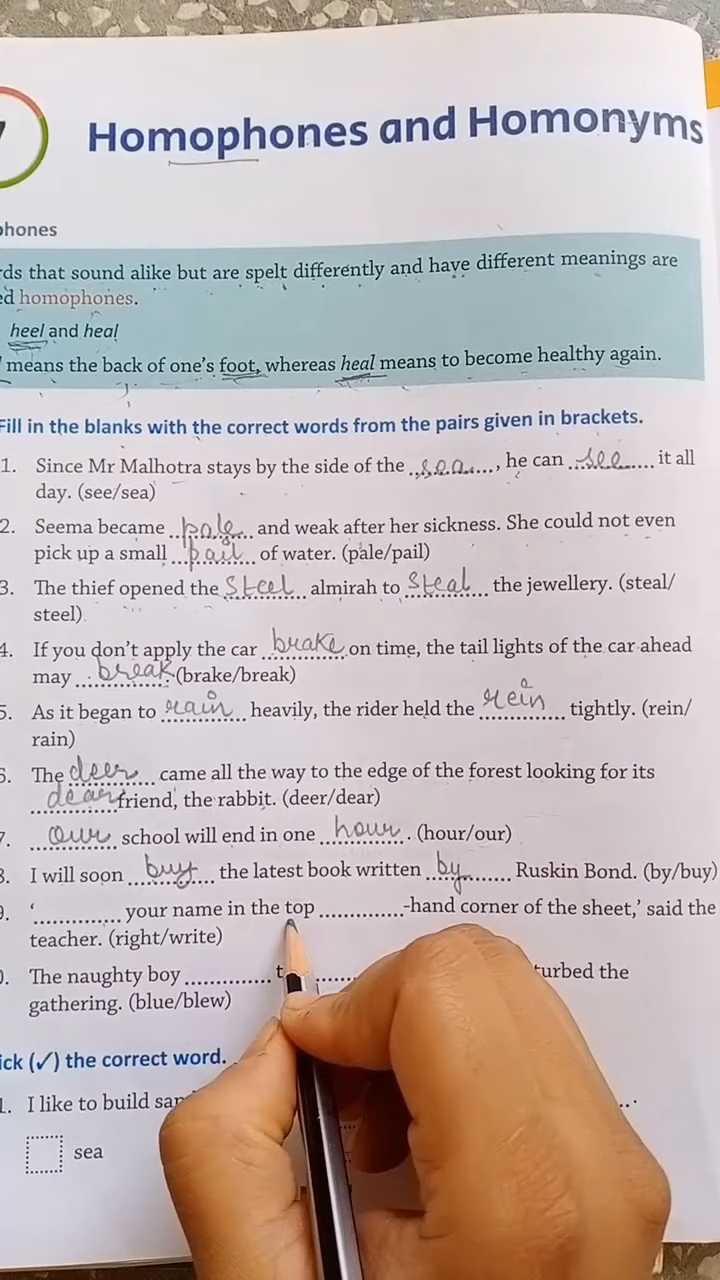 Homophones and Homonyms
phones
rds that sound alike but are spelt differently and have different meanings are
ed homophones.
heel and heal
means the back of one's foot, whereas heal means to become healthy again.
Fill in the blanks with the correct words from the pairs given in brackets.
1. Since Mr Malhotra stays by the side of the sea, he can see it all
day. (see/sea)
2. Seema became pale and weak after her sickness. She could not even
pick up a small pail of water. (pale/pail)
3. The thief opened the steel almirah to steal the jewellery. (steal/
steel)
4. If you don't apply the car brake on time, the tail lights of the car ahead
may break. (brake/break)
5. As it began to rain heavily, the rider held the rein tightly. (rein/
rain)
6. The deer came all the way to the edge of the forest looking for its
dear friend, the rabbit. (deer/dear)
7. our school will end in one hour. (hour/our)
8. I will soon buy the latest book written by Ruskin Bond. (by/buy)
9. '.............. your name in the top ..............-hand corner of the sheet,' said the
teacher. (right/write)
0. The naughty boy .............. t ...... turbed the
gathering. (blue/blew)
ick (✓) the correct word.
1. I like to build san
sea